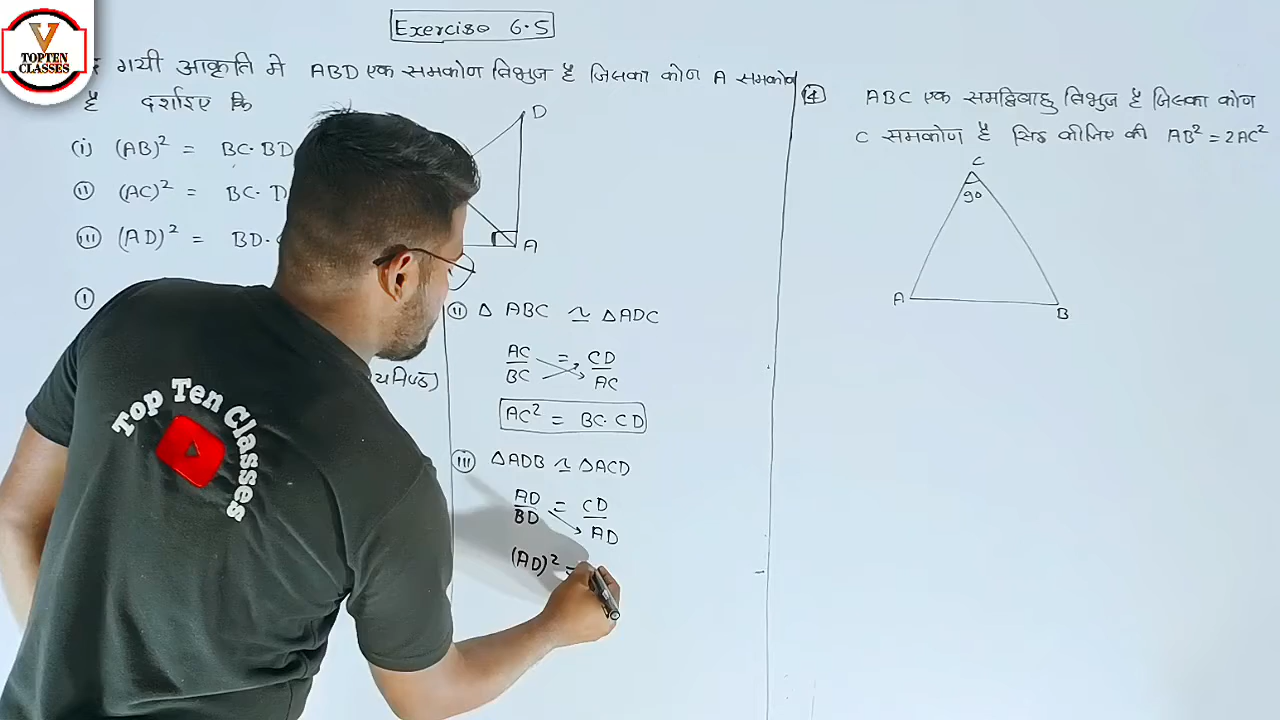 V
TOPTEN
CLASSES
Exercise 6.5
गयी आकृति मे ABD एक समकोण त्रिभुज है जिसका कोण A समकोण
है दर्शाइए कि
(i) (AB)² = BC·BD
(ii) (AC)² = BC·D
(iii) (AD)² = BD·
D
A
(i)
(ii) △ ABC ≅ △ADC
AC/BC = CD/AC
AC² = BC·CD
(iii) △ADB ≅ △ACD
AD/BD = CD/AD
(AD)² =
(4) ABC एक समद्विबाहु त्रिभुज है जिसका कोण
C समकोण है सिद्ध कीजिए की AB² = 2AC²
C
90
A
B
Top Ten Classes